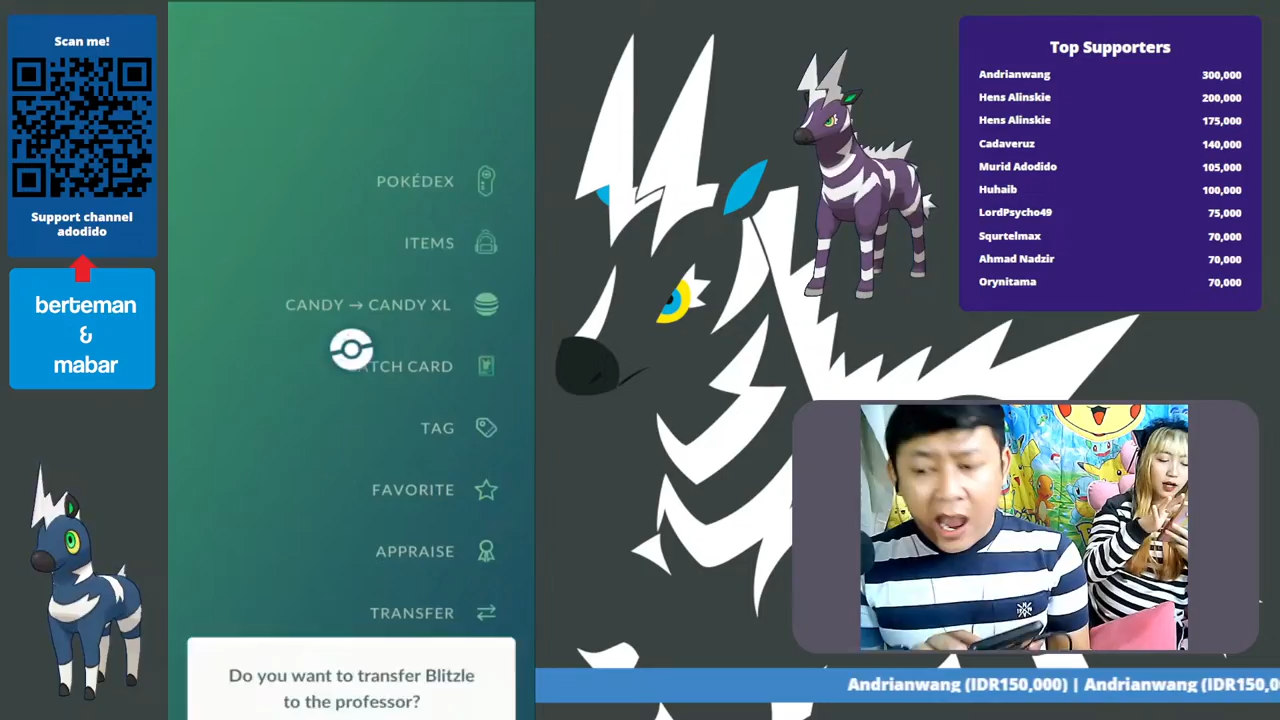 Scan me!
Support channel
adodido
berteman
&
mabar
POKÉDEX
ITEMS
CANDY → CANDY XL
ATCH CARD
TAG
FAVORITE
APPRAISE
TRANSFER
Do you want to transfer Blitzle
to the professor?
Top Supporters
Andrianwang 300,000
Hens Alinskie 200,000
Hens Alinskie 175,000
Cadaveruz 140,000
Murid Adodido 105,000
Huhaib 100,000
LordPsycho49 75,000
Squrtelmax 70,000
Ahmad Nadzir 70,000
Orynitama 70,000
Andrianwang (IDR150,000) | Andrianwang (IDR150,0